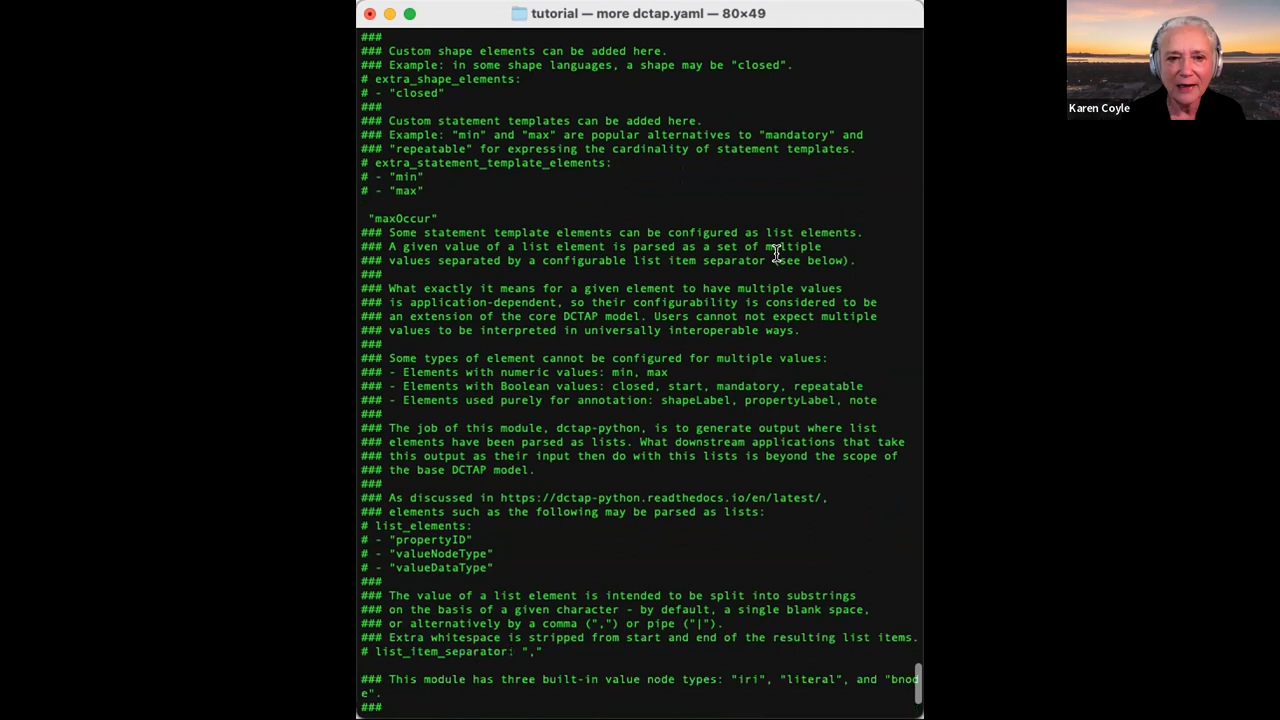 tutorial — more dctap.yaml — 80×49
###
### Custom shape elements can be added here.
### Example: in some shape languages, a shape may be "closed".
# extra_shape_elements:
# - "closed"
###
### Custom statement templates can be added here.
### Example: "min" and "max" are popular alternatives to "mandatory" and
### "repeatable" for expressing the cardinality of statement templates.
# extra_statement_template_elements:
# - "min"
# - "max"
"maxOccur"
### Some statement template elements can be configured as list elements.
### A given value of a list element is parsed as a set of multiple
### values separated by a configurable list item separator (see below).
###
### What exactly it means for a given element to have multiple values
### is application-dependent, so their configurability is considered to be
### an extension of the core DCTAP model. Users cannot not expect multiple
### values to be interpreted in universally interoperable ways.
###
### Some types of element cannot be configured for multiple values:
### - Elements with numeric values: min, max
### - Elements with Boolean values: closed, start, mandatory, repeatable
### - Elements used purely for annotation: shapeLabel, propertyLabel, note
###
### The job of this module, dctap-python, is to generate output where list
### elements have been parsed as lists. What downstream applications that take
### this output as their input then do with this lists is beyond the scope of
### the base DCTAP model.
###
### As discussed in https://dctap-python.readthedocs.io/en/latest/,
### elements such as the following may be parsed as lists:
# list_elements:
# - "propertyID"
# - "valueNodeType"
# - "valueDataType"
###
### The value of a list element is intended to be split into substrings
### on the basis of a given character - by default, a single blank space,
### or alternatively by a comma (",") or pipe ("|").
### Extra whitespace is stripped from start and end of the resulting list items.
# list_item_separator: ","
### This module has three built-in value node types: "iri", "literal", and "bnod
e".
###
Karen Coyle